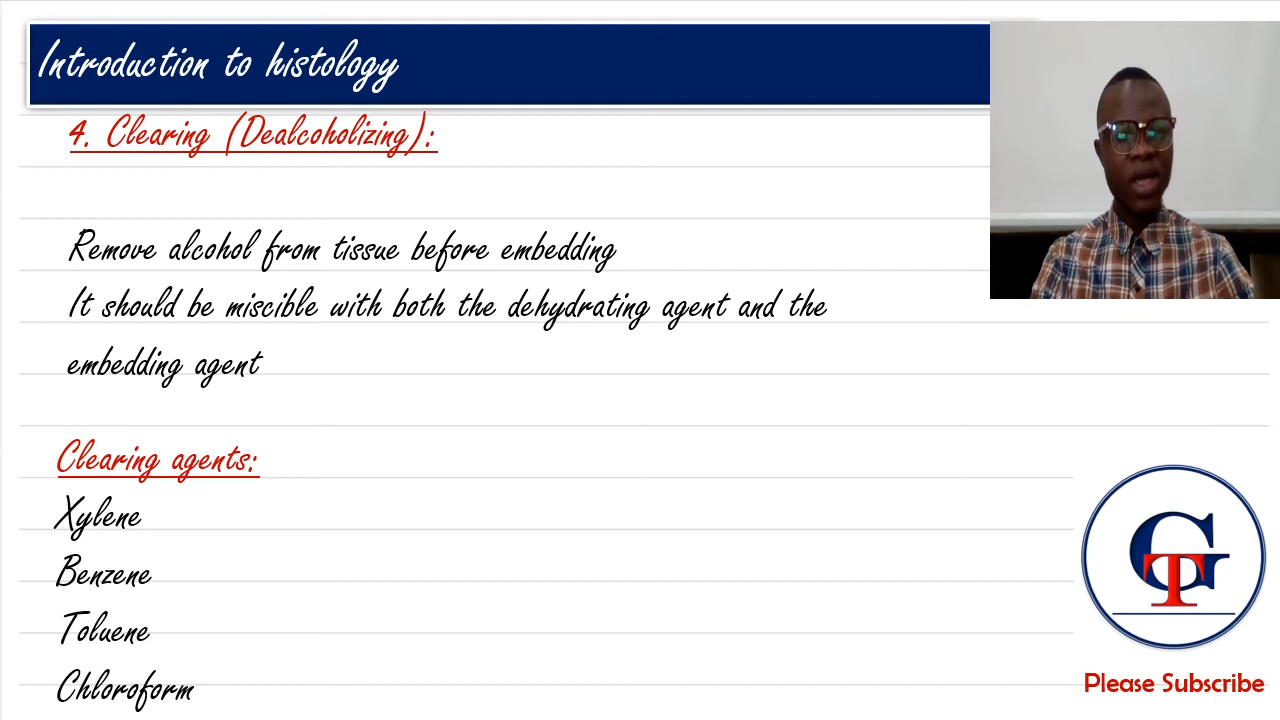 Introduction to histology
4. Clearing (Dealcoholizing):
Remove alcohol from tissue before embedding
It should be miscible with both the dehydrating agent and the
embedding agent
Clearing agents:
Xylene
Benzene
Toluene
Chloroform
GT
Please Subscribe